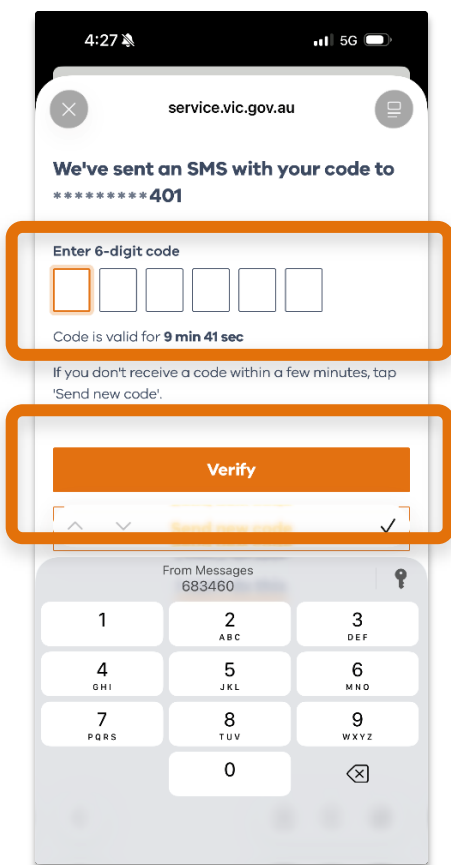 4:27
5G
service.vic.gov.au
We've sent an SMS with your code to
*********401
Enter 6-digit code
Code is valid for 9 min 41 sec
If you don't receive a code within a few minutes, tap
'Send new code'.
Verify
Send new code
From Messages
683460
1
2
ABC
3
DEF
4
GHI
5
JKL
6
MNO
7
PQRS
8
TUV
9
WXYZ
0